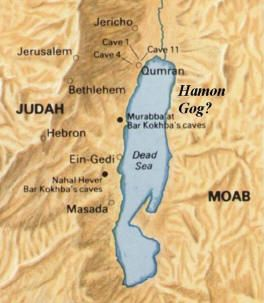 Jericho
Cave 1
Cave 4
Cave 11
Jerusalem
Qumran
Bethlehem
Hamon
Gog?
JUDAH
Murabba at
Bar Kokhba's caves
Hebron
Ein-Gedi
Dead
Sea
Nahal Hever
Bar Kokhba's caves
MOAB
Masada